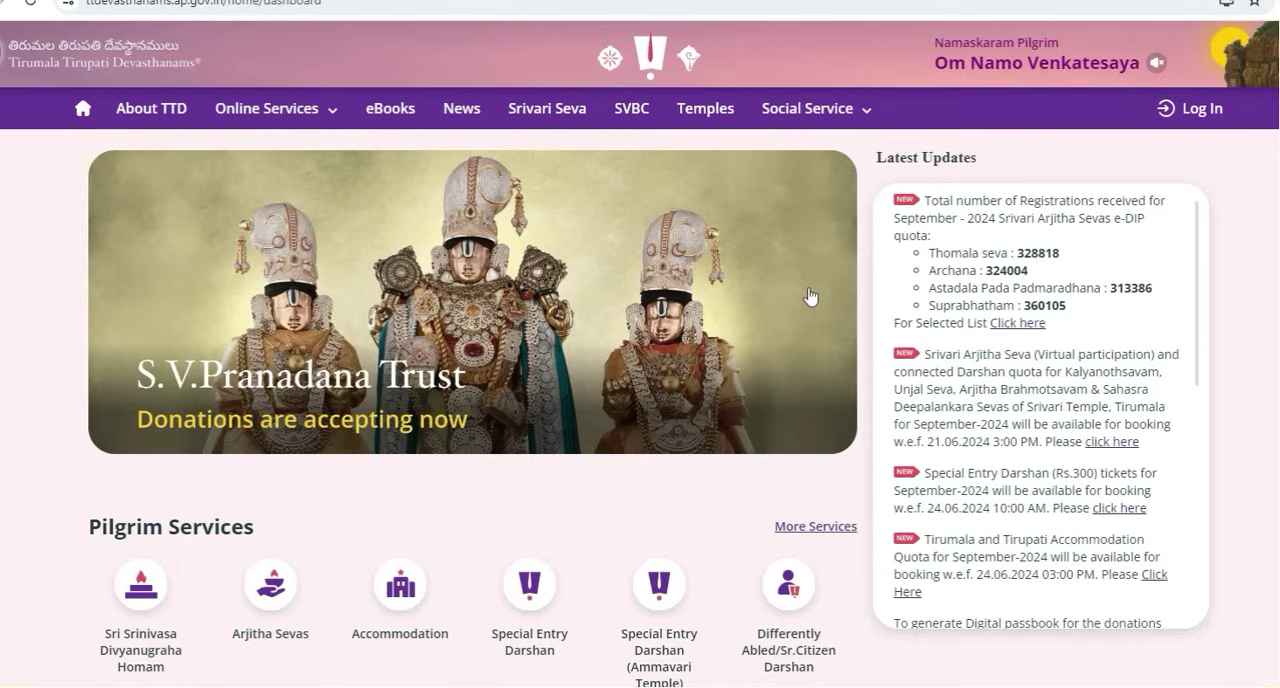 ttdevasthanams.ap.gov.in/home/dashboard
తిరుమల తిరుపతి దేవస్థానములు
Tirumala Tirupati Devasthanams®
Namaskaram Pilgrim
Om Namo Venkatesaya
About TTD
Online Services
eBooks
News
Srivari Seva
SVBC
Temples
Social Service
Log In
S.V.Pranadana Trust
Donations are accepting now
Latest Updates
NEW Total number of Registrations received for
September - 2024 Srivari Arjitha Sevas e-DIP
quota:
Thomala seva : 328818
Archana : 324004
Astadala Pada Padmaradhana : 313386
Suprabhatham : 360105
For Selected List Click here
NEW Srivari Arjitha Seva (Virtual participation) and
connected Darshan quota for Kalyanothsavam,
Unjal Seva, Arjitha Brahmotsavam & Sahasra
Deepalankara Sevas of Srivari Temple, Tirumala
for September-2024 will be available for booking
w.e.f. 21.06.2024 3:00 PM. Please click here
NEW Special Entry Darshan (Rs.300) tickets for
September-2024 will be available for booking
w.e.f. 24.06.2024 10:00 AM. Please click here
NEW Tirumala and Tirupati Accommodation
Quota for September-2024 will be available for
booking w.e.f. 24.06.2024 03:00 PM. Please Click
Here
To generate Digital passbook for the donations
Pilgrim Services
More Services
Sri Srinivasa
Divyanugraha
Homam
Arjitha Sevas
Accommodation
Special Entry
Darshan
Special Entry
Darshan
(Ammavari
Temple)
Differently
Abled/Sr.Citizen
Darshan